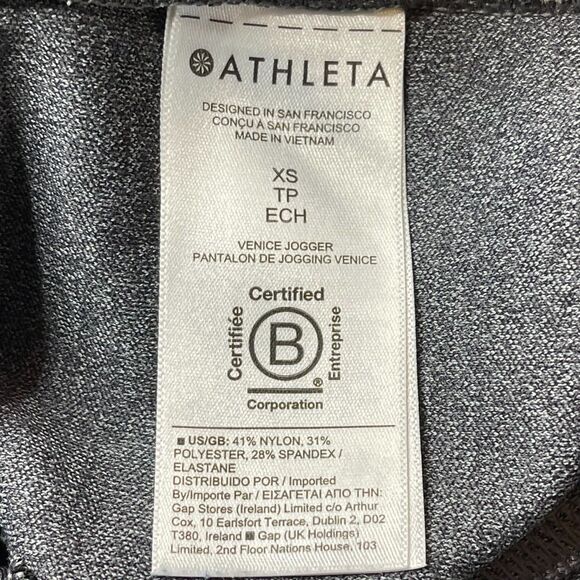 ATHLETA
DESIGNED IN SAN FRANCISCO
CONÇU À SAN FRANCISCO
MADE IN VIETNAM
XS
TP
ECH
VENICE JOGGER
PANTALON DE JOGGING VENICE
Certified
Certifiée
B
Entreprise
®
Corporation
US/GB: 41% NYLON, 31%
POLYESTER, 28% SPANDEX /
ELASTANE
DISTRIBUIDO POR / Imported
By/Importe Par / ΕΙΣΑΓΕΤΑΙ ΑΠΟ ΤΗΝ:
Gap Stores (Ireland) Limited c/o Arthur
Cox, 10 Earlsfort Terrace, Dublin 2, D02
T380, Ireland Gap (UK Holdings)
Limited, 2nd Floor Nations House, 103